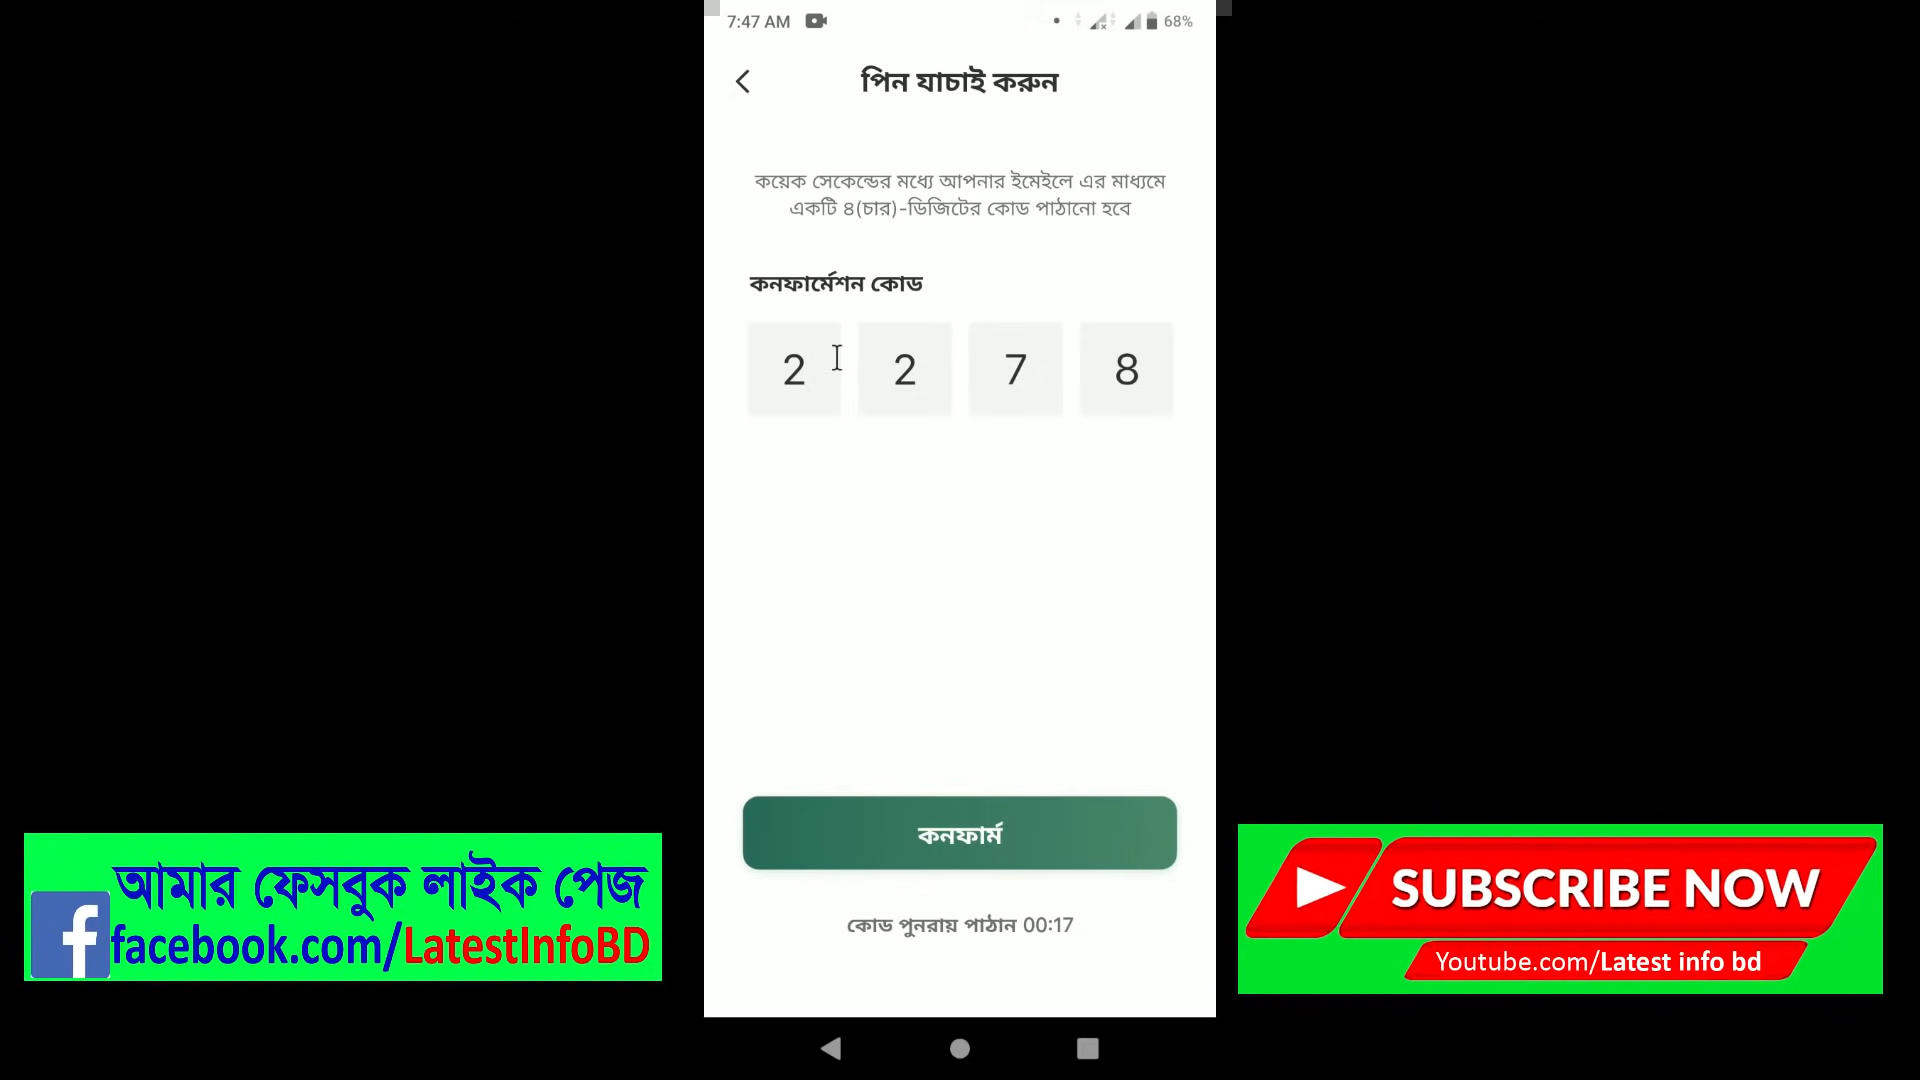 7:47 AM
68%
পিন যাচাই করুন
কয়েক সেকেন্ডের মধ্যে আপনার ইমেইলে এর মাধ্যমে
একটি ৪(চার)-ডিজিটের কোড পাঠানো হবে
কনফার্মেশন কোড
2 2 7 8
কনফার্ম
কোড পুনরায় পাঠান 00:17
আমার ফেসবুক লাইক পেজ
facebook.com/LatestInfoBD
SUBSCRIBE NOW
Youtube.com/Latest info bd